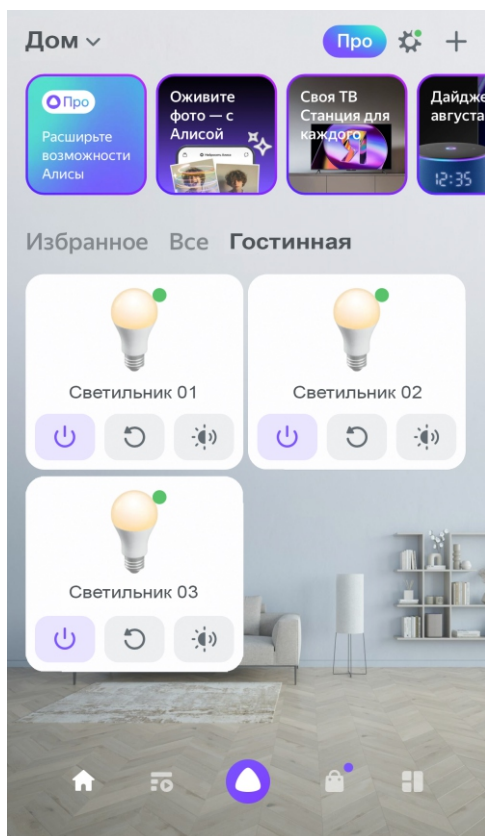 Дом
Про
Про
Расширьте
возможности
Алисы
Оживите
фото — с
Алисой
Своя ТВ
Станция для
каждого
Дайдже
августа
12:35
Избранное Все Гостинная
Светильник 01
Светильник 02
Светильник 03